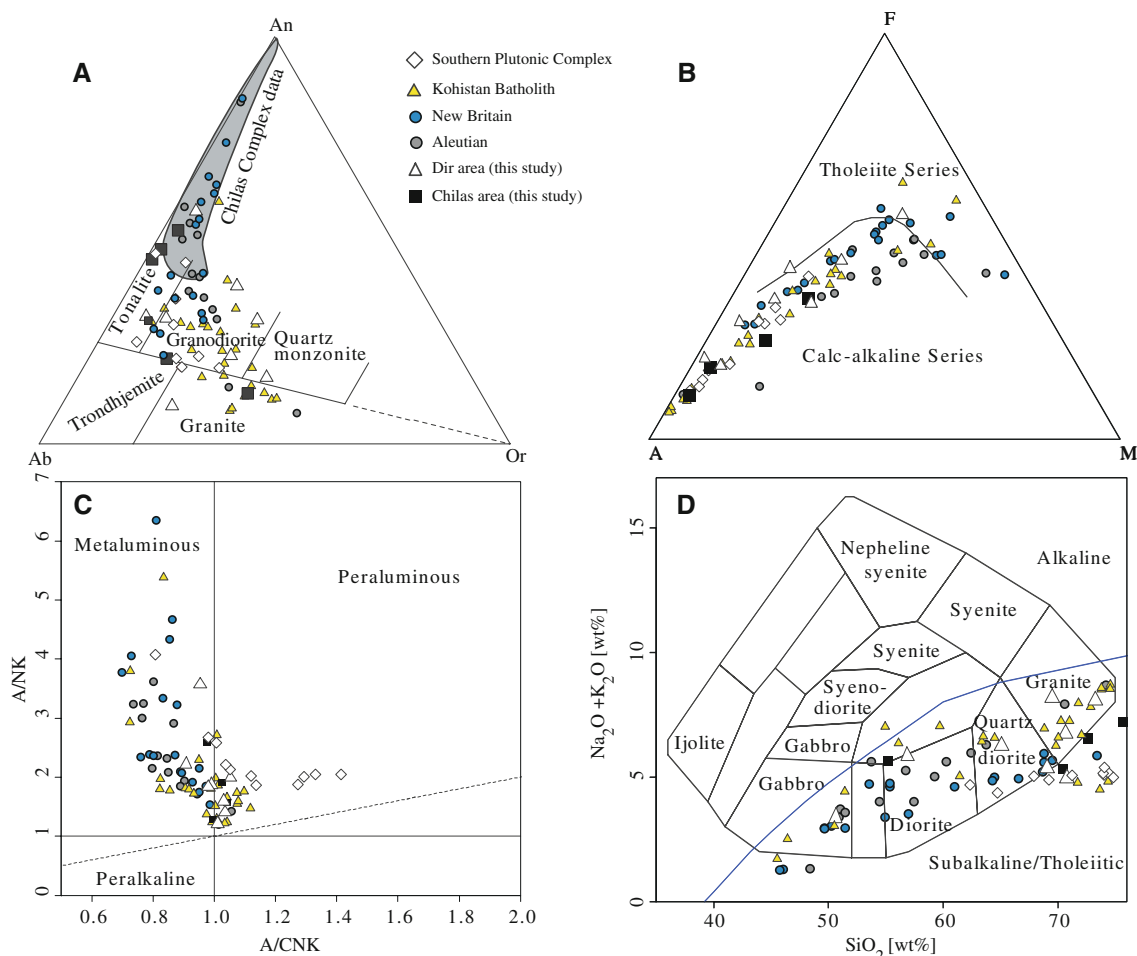 A
An
Ab
Or
Chilas Complex data
Tonalite
Granodiorite
Quartz
monzonite
Trondhjemite
Granite
Southern Plutonic Complex
Kohistan Batholith
New Britain
Aleutian
Dir area (this study)
Chilas area (this study)
B
F
A
M
Tholeiite Series
Calc-alkaline Series
C
Metaluminous
Peraluminous
Peralkaline
A/NK
0 1 2 3 4 5 6 7
0.6 0.8 1.0 1.2 1.4 1.6 1.8 2.0
A/CNK
D
Nepheline
syenite
Alkaline
Syenite
Syenite
Syeno-
diorite
Granite
Ijolite
Gabbro
Quartz
diorite
Gabbro
Diorite
Subalkaline/Tholeiitic
Na2O +K2O [wt%]
0 5 10 15
40 50 60 70
SiO2 [wt%]